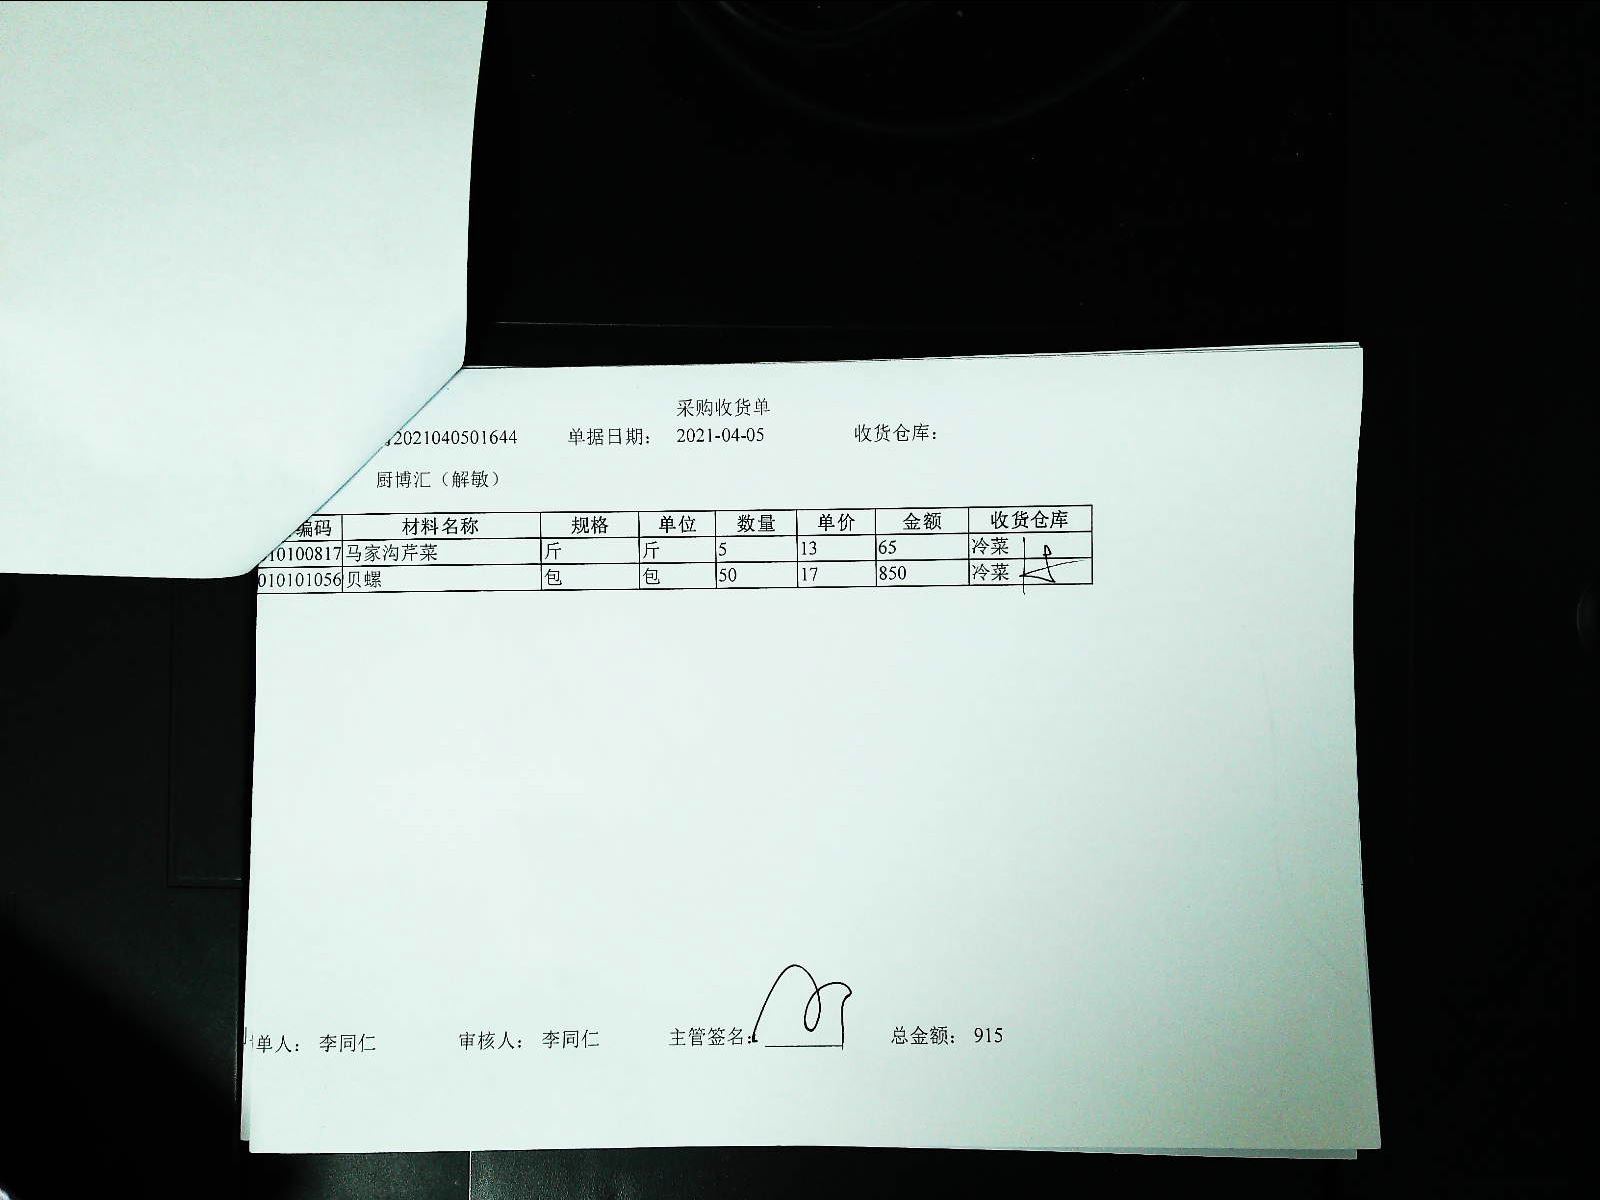 采购收货单
2021040501644 单据日期： 2021-04-05 收货仓库：
厨博汇（解敏）
编码 材料名称 规格 单位 数量 单价 金额 收货仓库
10100817 马家沟芹菜 斤 斤 5 13 65 冷菜
010101056 贝螺 包 包 50 17 850 冷菜
单人： 李同仁 审核人： 李同仁 主管签名： 总金额： 915